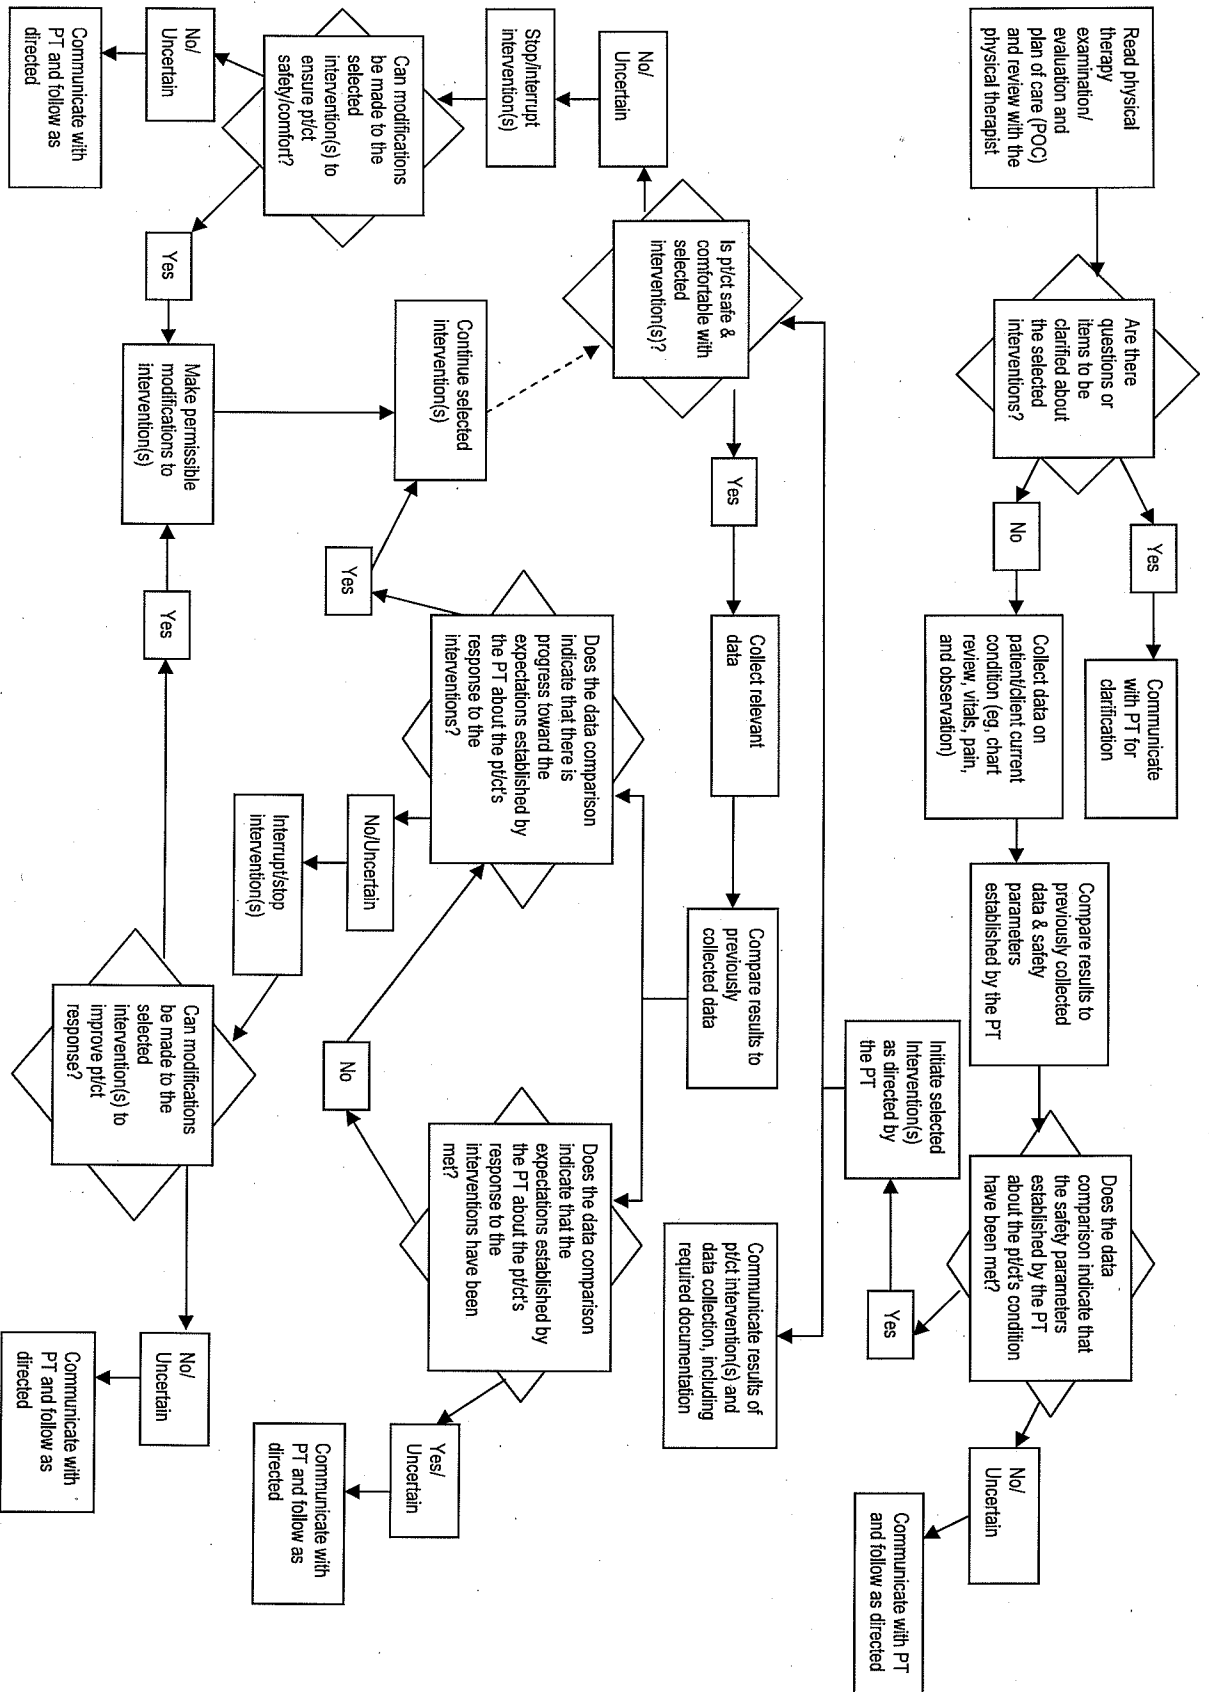 Read physical
therapy
examination/
evaluation and
plan of care (POC)
and review with the
physical therapist
Are there
questions or
items to be
clarified about
the selected
interventions?
Yes
Communicate
with PT for
clarification
No
Collect data on
patient/client current
condition (eg, chart
review, vitals, pain,
and observation)
Compare results to
previously collected
data & safety
parameters
established by the PT
Does the data
comparison indicate that
the safety parameters
established by the PT
about the pt/ct's condition
have been met?
No/
Uncertain
Communicate with PT
and follow as directed
Yes
Initiate selected
Intervention(s)
as directed by
the PT
Communicate results of
pt/ct intervention(s) and
data collection, including
required documentation
Is pt/ct safe &
comfortable with
selected
intervention(s)?
Yes
Collect relevant
data
Compare results to
previously
collected data
No/
Uncertain
Stop/interrupt
intervention(s)
Can modifications
be made to the
selected
intervention(s) to
ensure pt/ct
safety/comfort?
No/
Uncertain
Communicate with
PT and follow as
directed
Yes
Make permissible
modifications to
intervention(s)
Continue selected
intervention(s)
Yes
Does the data comparison
indicate that there is
progress toward the
expectations established by
the PT about the pt/ct's
response to the
interventions?
No/Uncertain
Interrupt/stop
intervention(s)
Does the data comparison
indicate that the
expectations established by
the PT about the pt/ct's
response to the
interventions have been
met?
No
Yes/
Uncertain
Communicate with
PT and follow as
directed
Yes
Can modifications
be made to the
selected
intervention(s) to
improve pt/ct
response?
No/
Uncertain
Communicate with
PT and follow as
directed